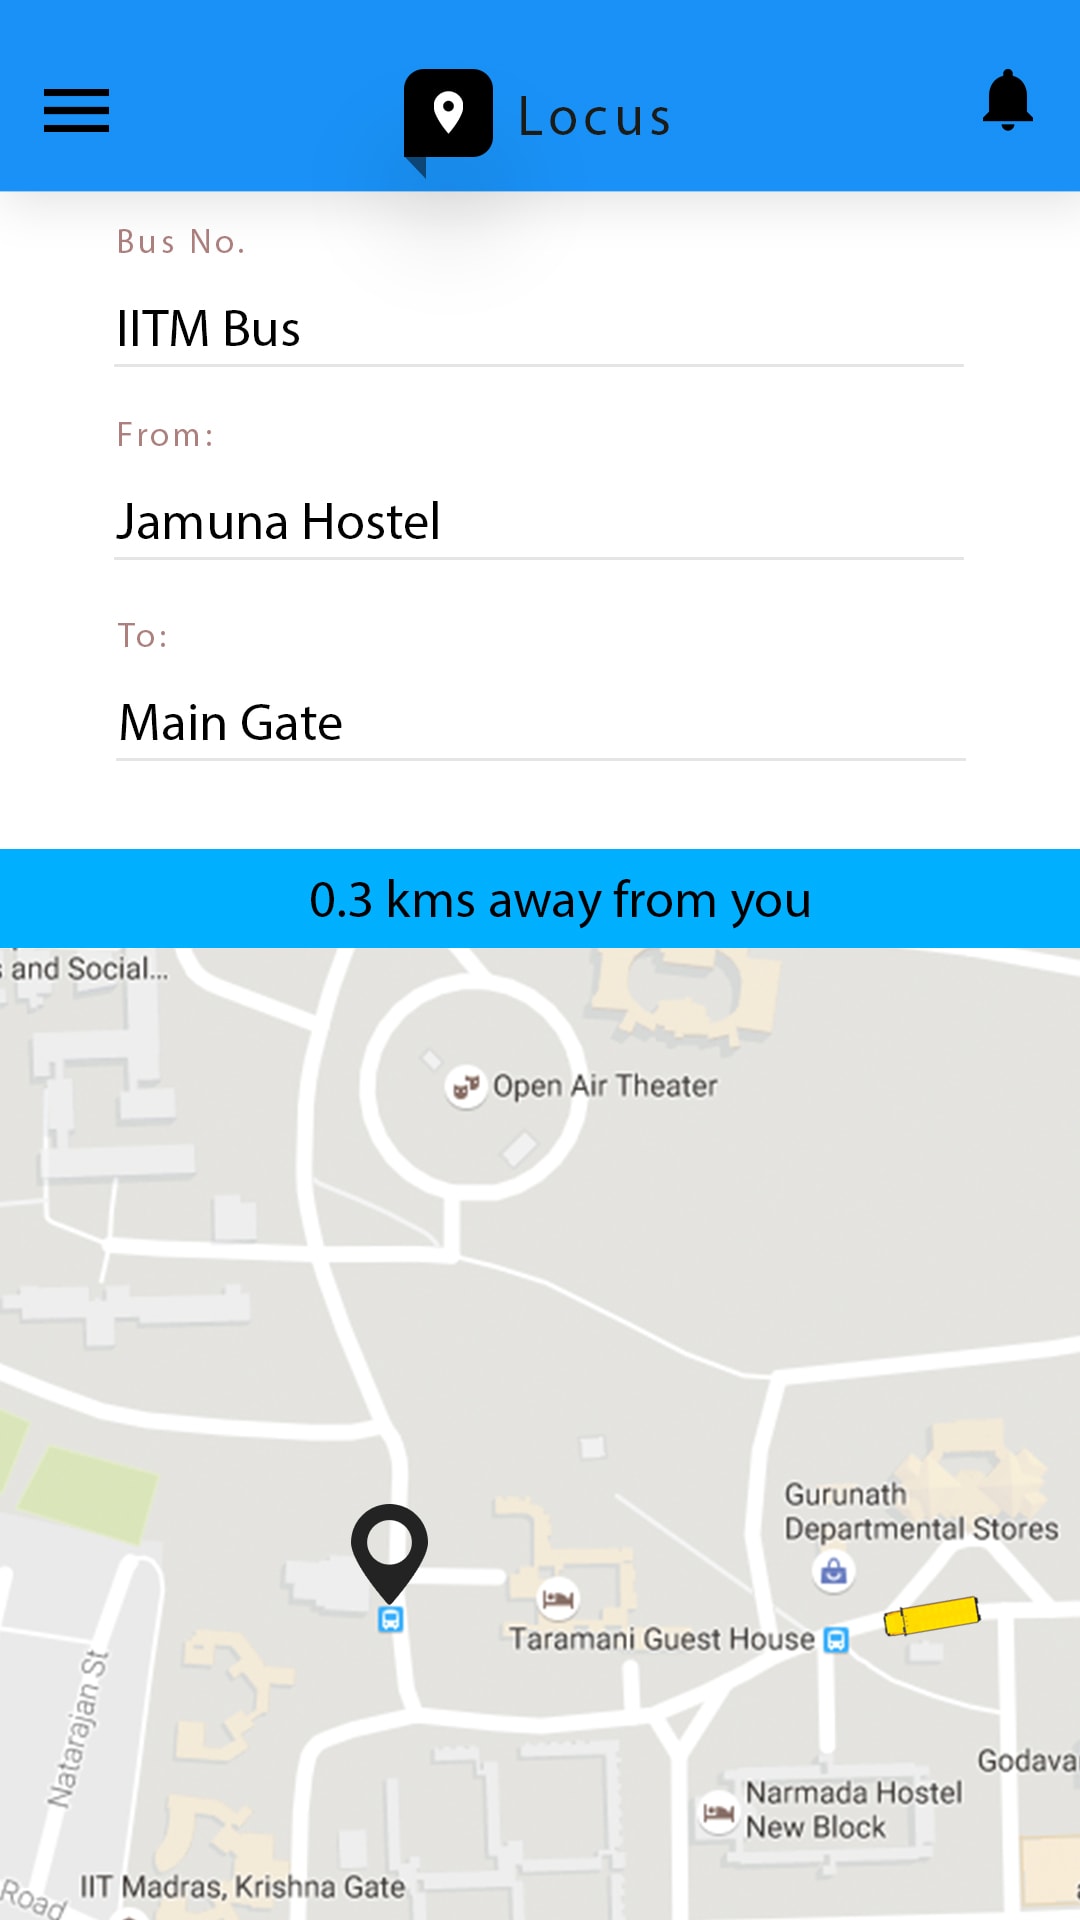 Locus
Bus No.
IITM Bus
From:
Jamuna Hostel
To:
Main Gate
0.3 kms away from you
and Social...
Open Air Theater
Gurunath
Departmental Stores
Taramani Guest House
Natarajan St
Godava
Narmada Hostel
New Block
IIT Madras, Krishna Gate
Road